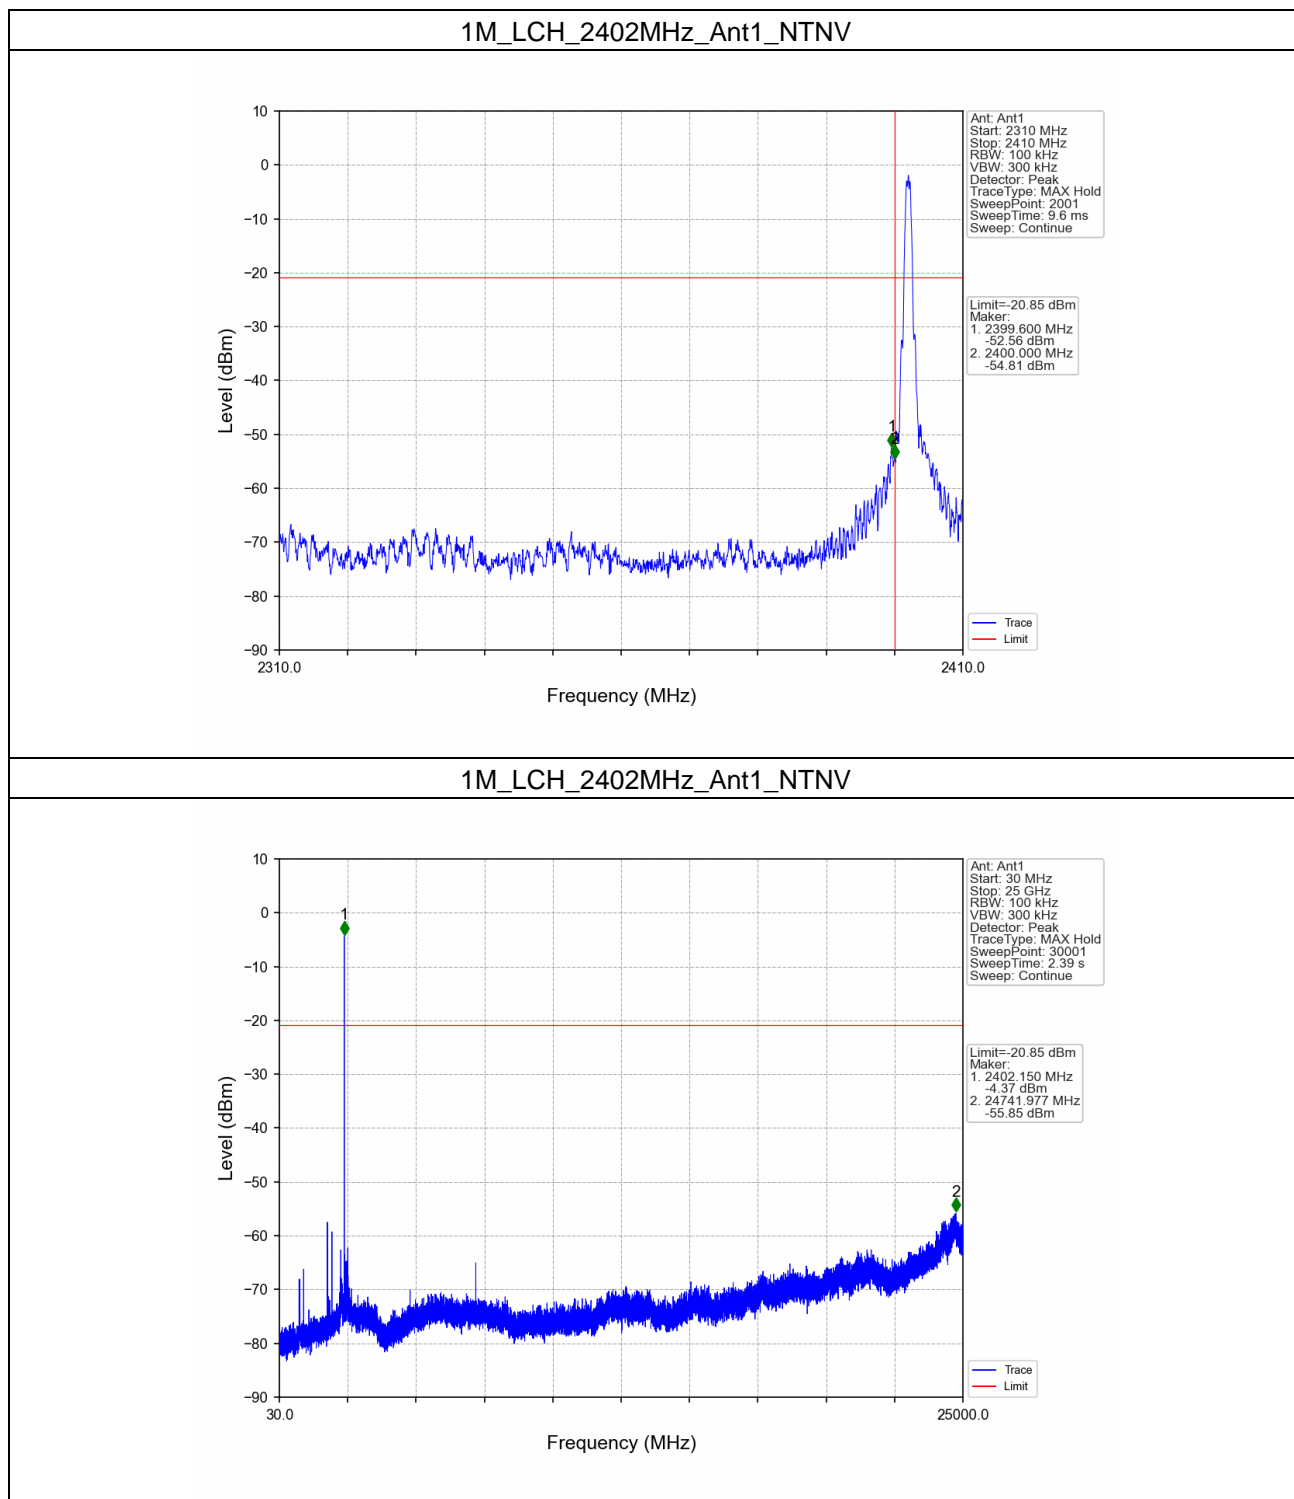 1M_LCH_2402MHz_Ant1_NTNV
10
0
−10
−20
−30
−40
−50
−60
−70
−80
−90
Level (dBm)
2310.0
2410.0
Frequency (MHz)
1
2
Ant: Ant1
Start: 2310 MHz
Stop: 2410 MHz
RBW: 100 kHz
VBW: 300 kHz
Detector: Peak
TraceType: MAX Hold
SweepPoint: 2001
SweepTime: 9.6 ms
Sweep: Continue
Limit=-20.85 dBm
Maker:
1. 2399.600 MHz
-52.56 dBm
2. 2400.000 MHz
-54.81 dBm
Trace
Limit
1M_LCH_2402MHz_Ant1_NTNV
10
0
−10
−20
−30
−40
−50
−60
−70
−80
−90
Level (dBm)
30.0
25000.0
Frequency (MHz)
1
2
Ant: Ant1
Start: 30 MHz
Stop: 25 GHz
RBW: 100 kHz
VBW: 300 kHz
Detector: Peak
TraceType: MAX Hold
SweepPoint: 30001
SweepTime: 2.39 s
Sweep: Continue
Limit=-20.85 dBm
Maker:
1. 2402.150 MHz
-4.37 dBm
2. 24741.977 MHz
-55.85 dBm
Trace
Limit